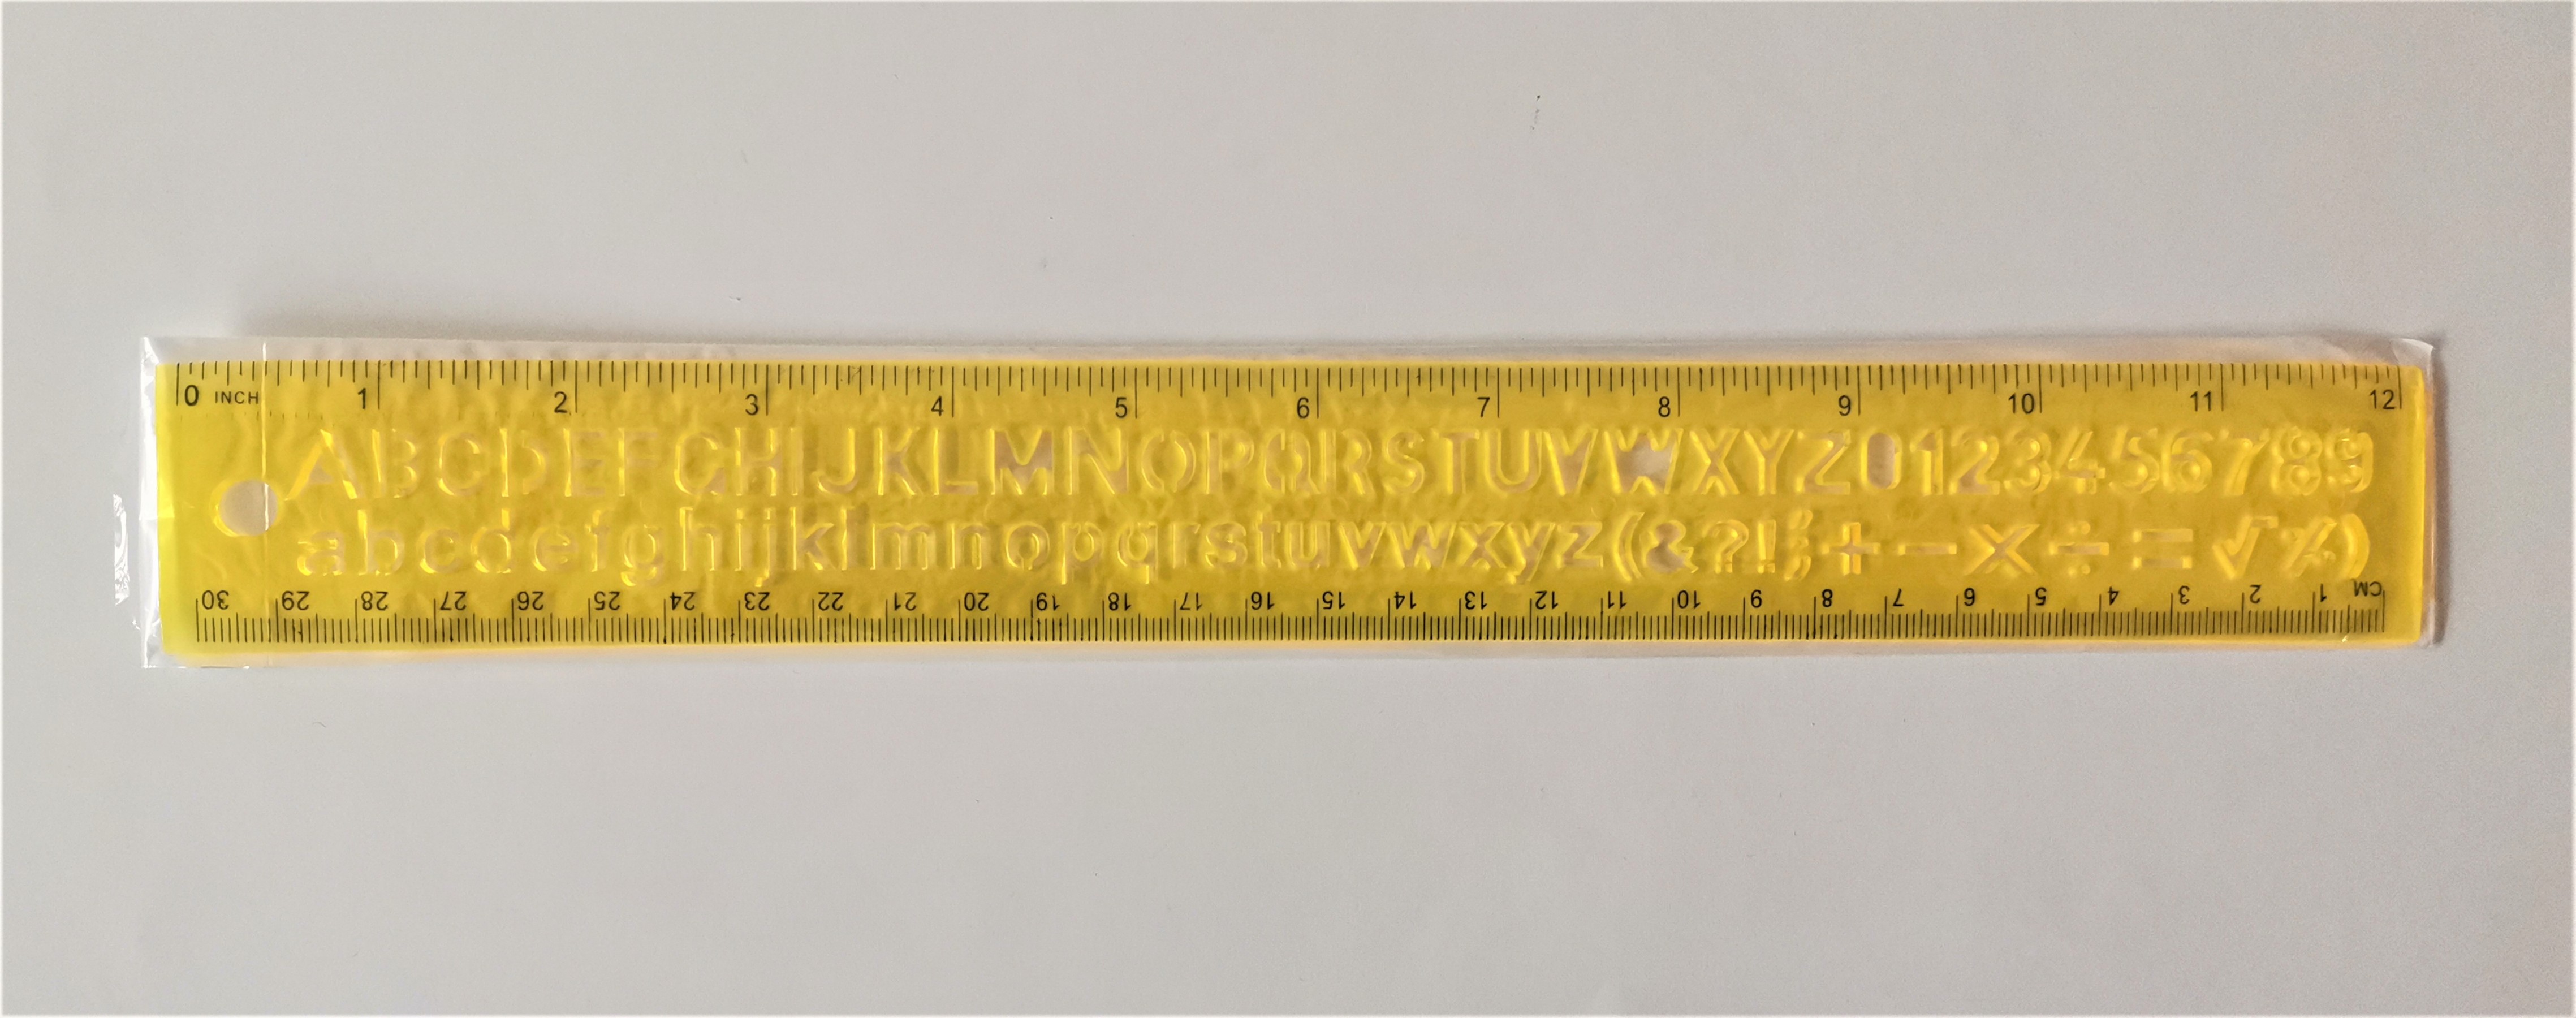 0 INCH 1 2 3 4 5 6 7 8 9 10 11 12
ABCDEFGHIJKLMNOPQRSTUVWXYZ0123456789
abcdefghijklmnopqrstuvwxyz(&?!;+−×÷=√%)
30 29 28 27 26 25 24 23 22 21 20 19 18 17 16 15 14 13 12 11 10 9 8 7 6 5 4 3 2 1 CM